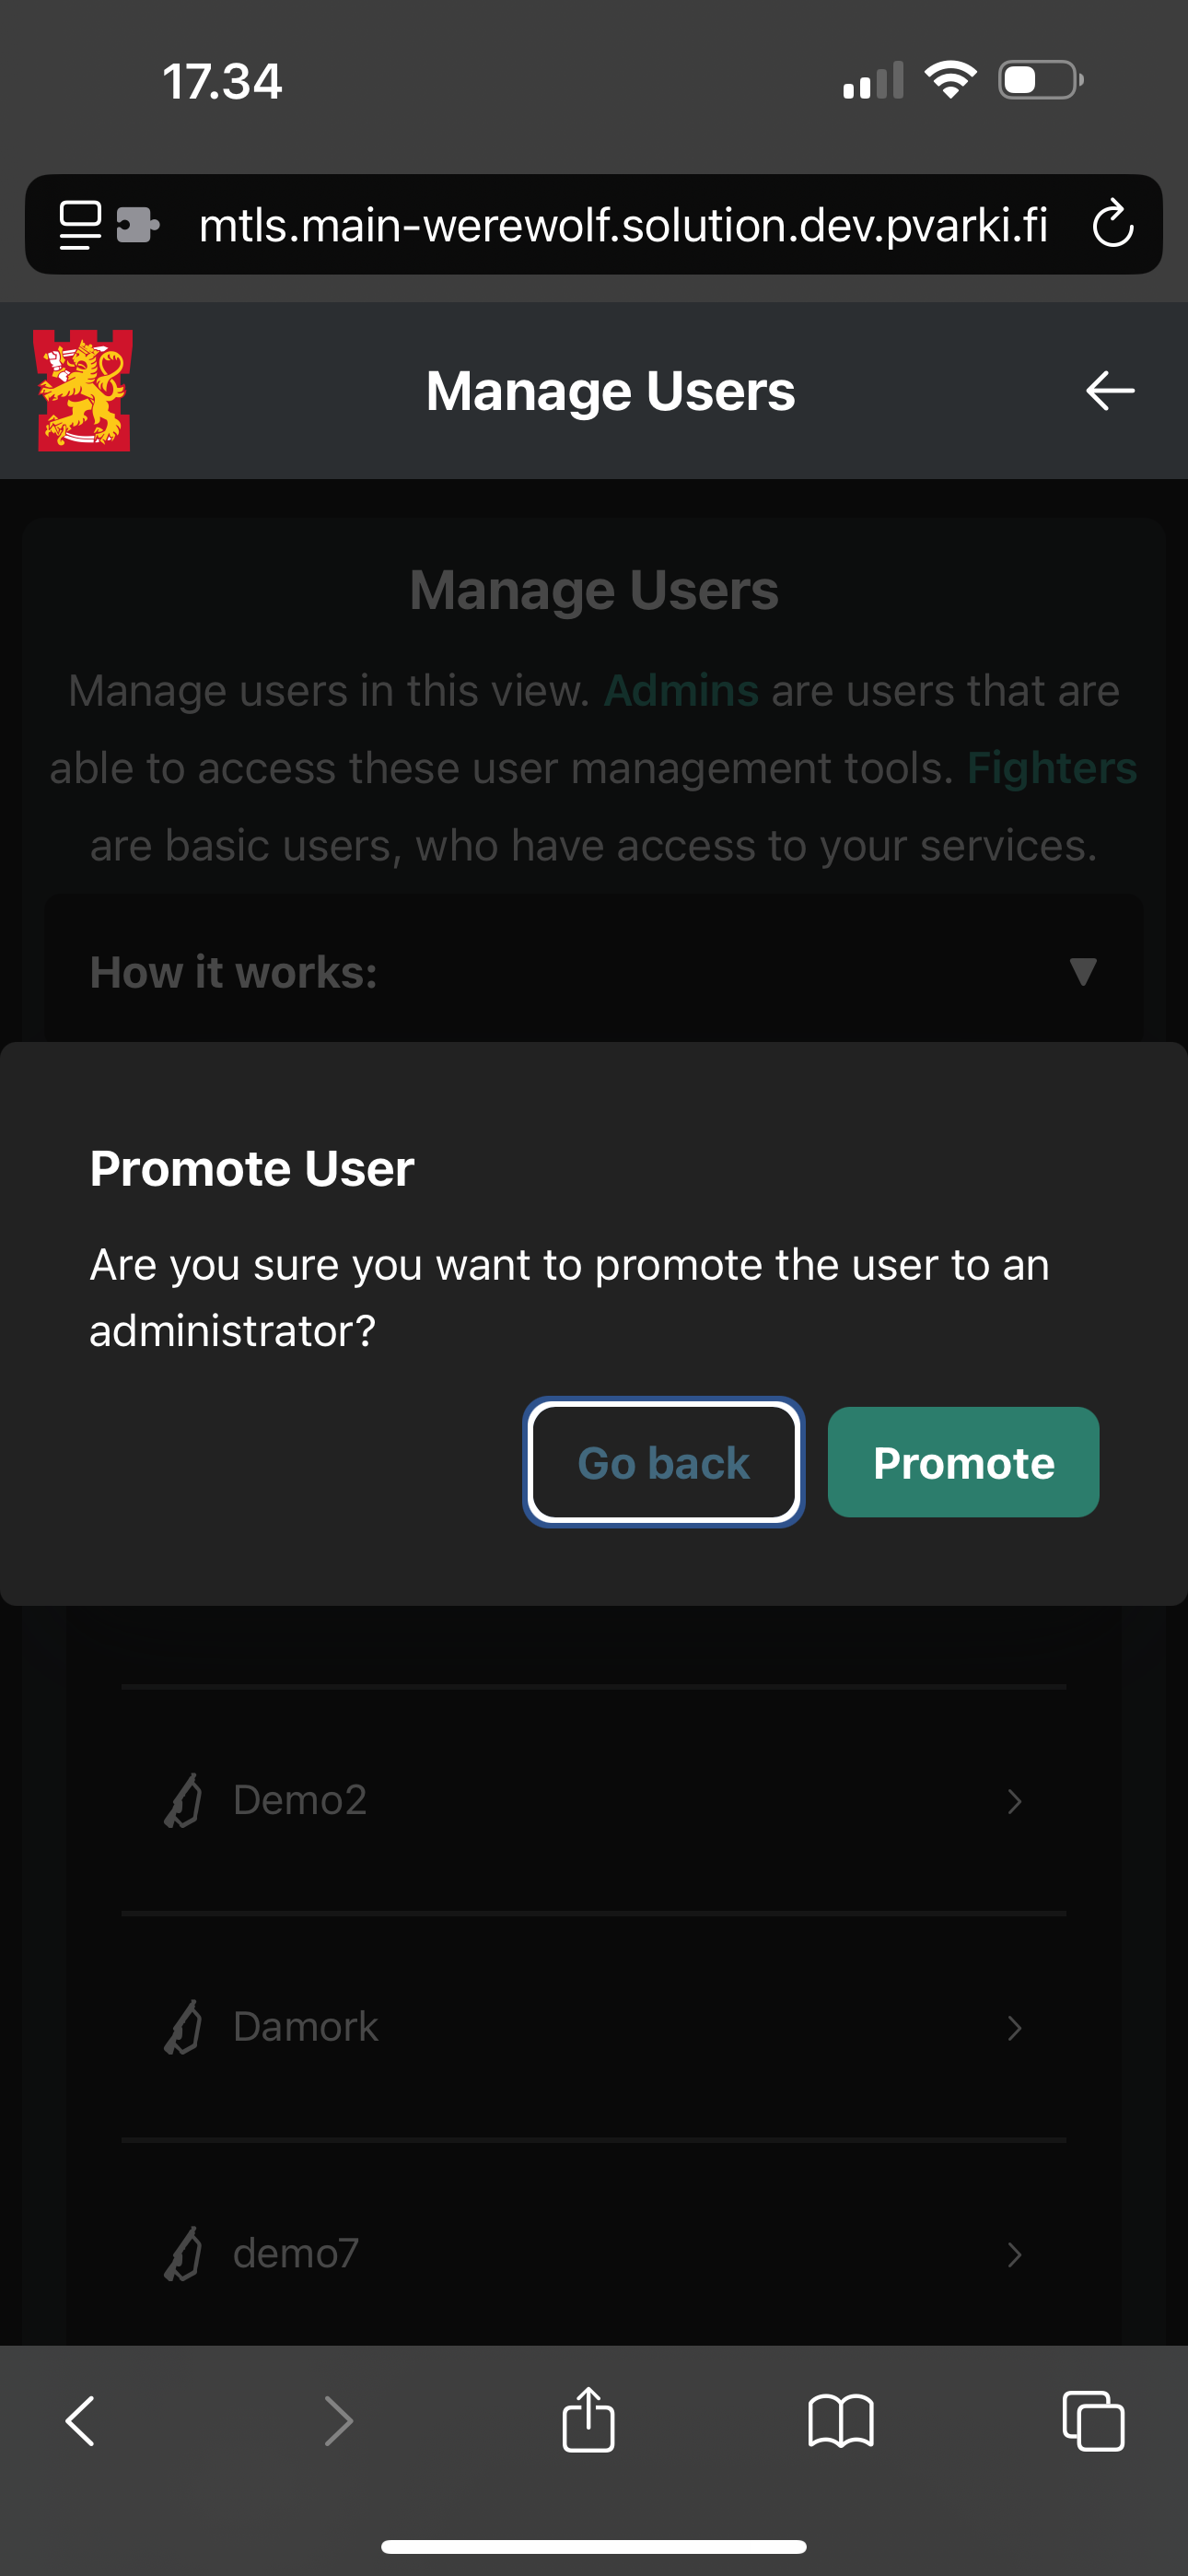 17.34
mtls.main-werewolf.solution.dev.pvarki.fi
Manage Users
Manage Users
Manage users in this view. Admins are users that are
able to access these user management tools. Fighters
are basic users, who have access to your services.
How it works:
Promote User
Are you sure you want to promote the user to an
administrator?
Go back
Promote
Demo2
Damork
demo7